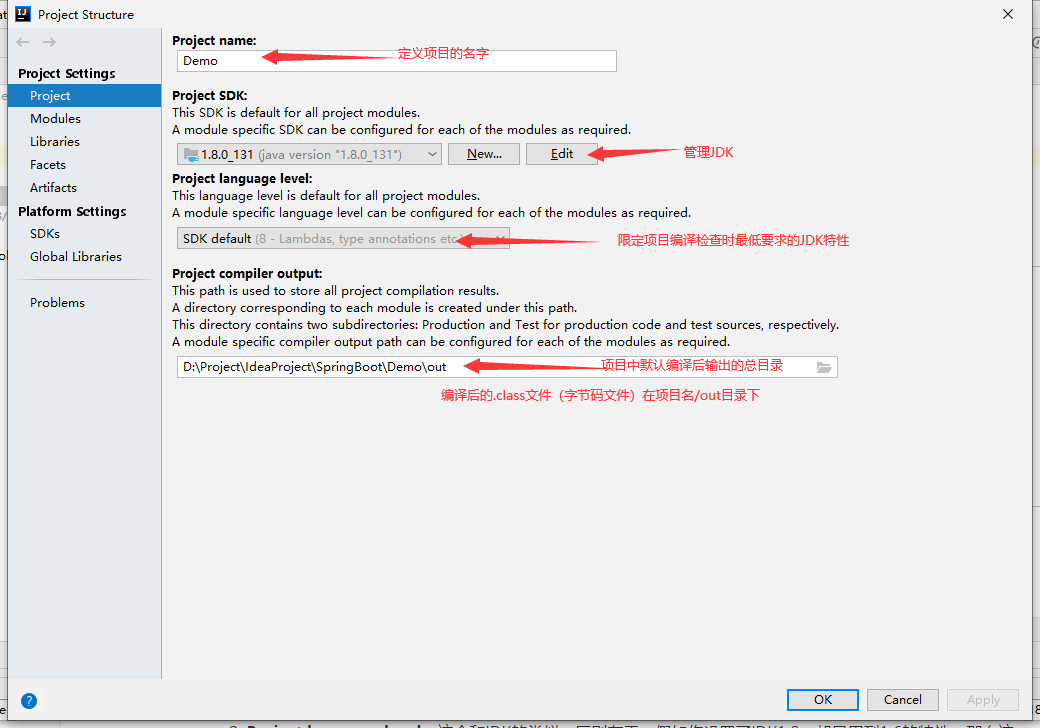 Project Structure
Project Settings
Project
Modules
Libraries
Facets
Artifacts
Platform Settings
SDKs
Global Libraries
Problems
Project name:
Demo
定义项目的名字
Project SDK:
This SDK is default for all project modules.
A module specific SDK can be configured for each of the modules as required.
1.8.0_131 (java version "1.8.0_131")
New...
Edit
管理JDK
Project language level:
This language level is default for all project modules.
A module specific language level can be configured for each of the modules as required.
SDK default (8 - Lambdas, type annotations etc.)
限定项目编译检查时最低要求的JDK特性
Project compiler output:
This path is used to store all project compilation results.
A directory corresponding to each module is created under this path.
This directory contains two subdirectories: Production and Test for production code and test sources, respectively.
A module specific compiler output path can be configured for each of the modules as required.
D:\Project\IdeaProject\SpringBoot\Demo\out
项目中默认编译后输出的总目录
编译后的.class文件（字节码文件）在项目名/out目录下
?
OK
Cancel
Apply